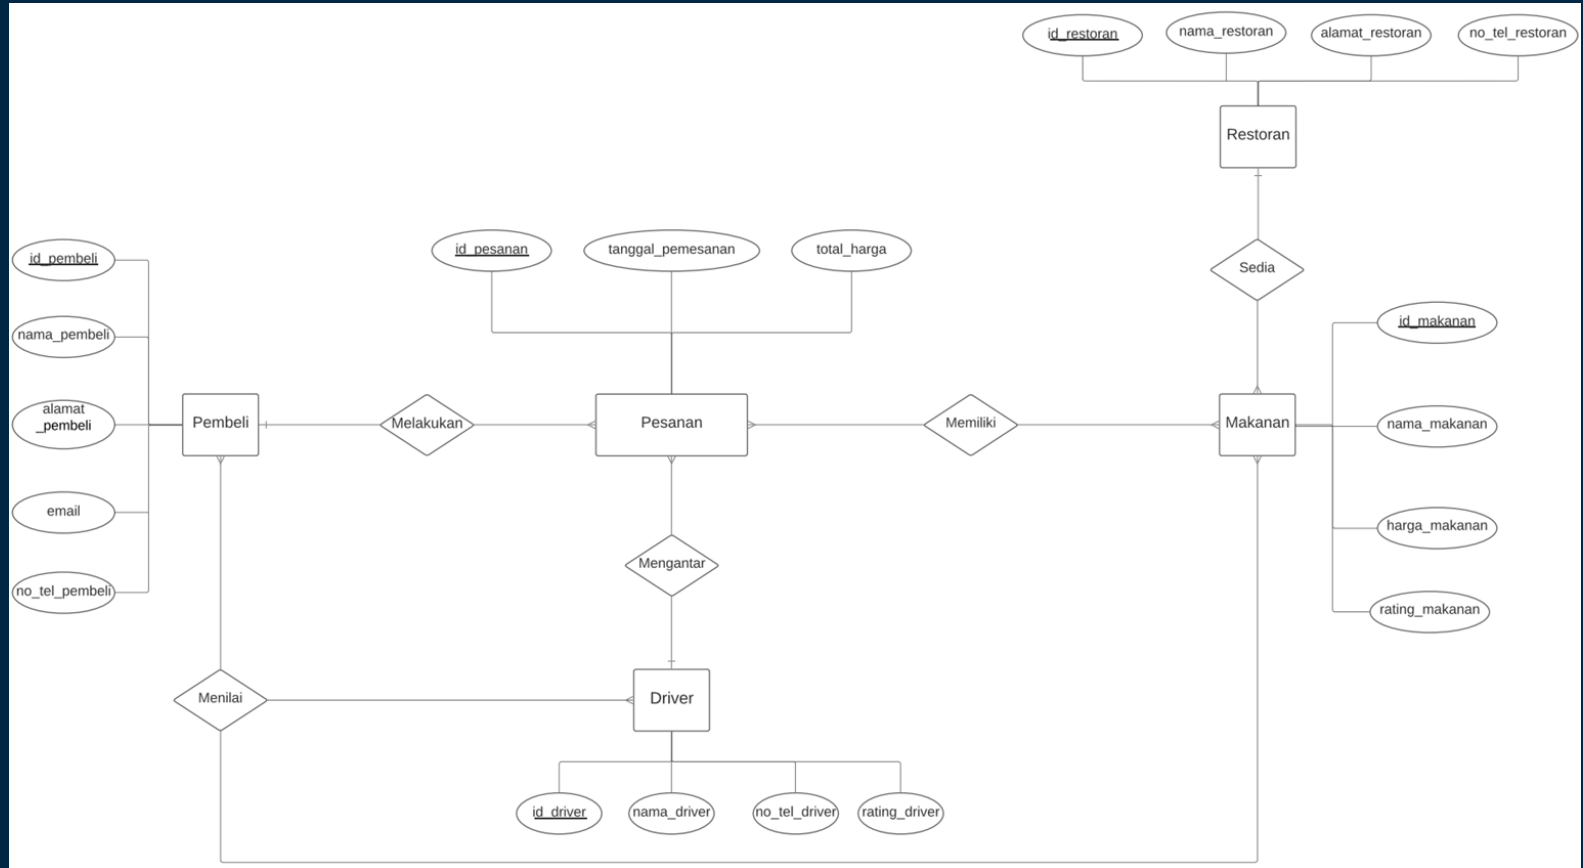 id_restoran
nama_restoran
alamat_restoran
no_tel_restoran
Restoran
id_pesanan
tanggal_pemesanan
total_harga
Sedia
id_pembeli
nama_pembeli
alamat
_pembeli
email
no_tel_pembeli
Pembeli
Melakukan
Pesanan
Memiliki
Makanan
id_makanan
nama_makanan
harga_makanan
rating_makanan
Mengantar
Menilai
Driver
id_driver
nama_driver
no_tel_driver
rating_driver